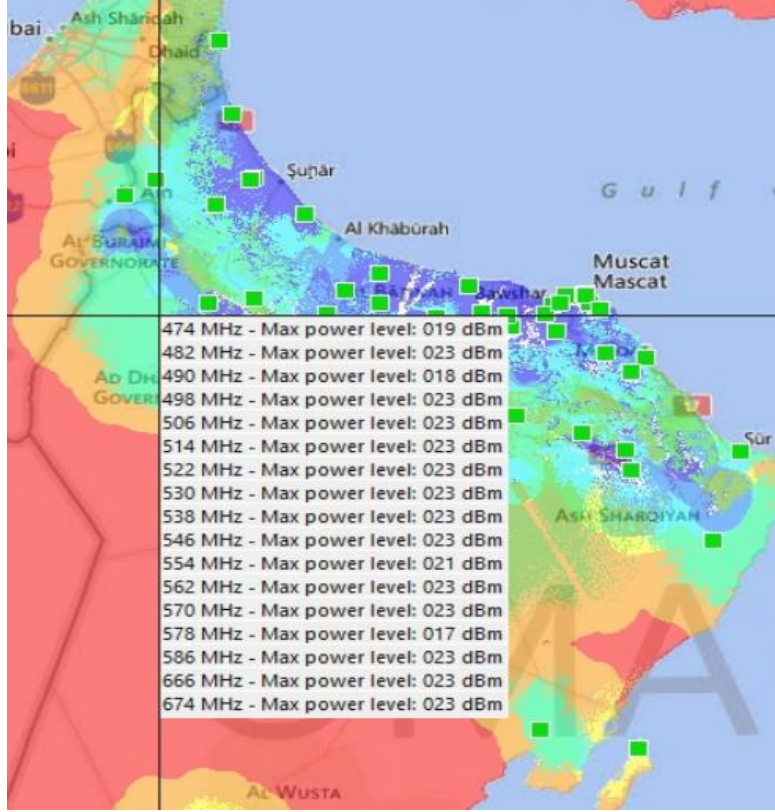 bai
Ash Shāriqah
Dhaid
E611
E66
Şuḩār
Gulf
Ain
AL BURAIMI
GOVERNORATE
Al Khābūrah
Muscat
Mascat
Bawshar
474 MHz - Max power level: 019 dBm
482 MHz - Max power level: 023 dBm
490 MHz - Max power level: 018 dBm
498 MHz - Max power level: 023 dBm
506 MHz - Max power level: 023 dBm
514 MHz - Max power level: 023 dBm
522 MHz - Max power level: 023 dBm
530 MHz - Max power level: 023 dBm
538 MHz - Max power level: 023 dBm
546 MHz - Max power level: 023 dBm
554 MHz - Max power level: 021 dBm
562 MHz - Max power level: 023 dBm
570 MHz - Max power level: 023 dBm
578 MHz - Max power level: 017 dBm
586 MHz - Max power level: 023 dBm
666 MHz - Max power level: 023 dBm
674 MHz - Max power level: 023 dBm
AD DH
GOVER
Şūr
ASH SHARQIYAH
MA
AL WUSTA